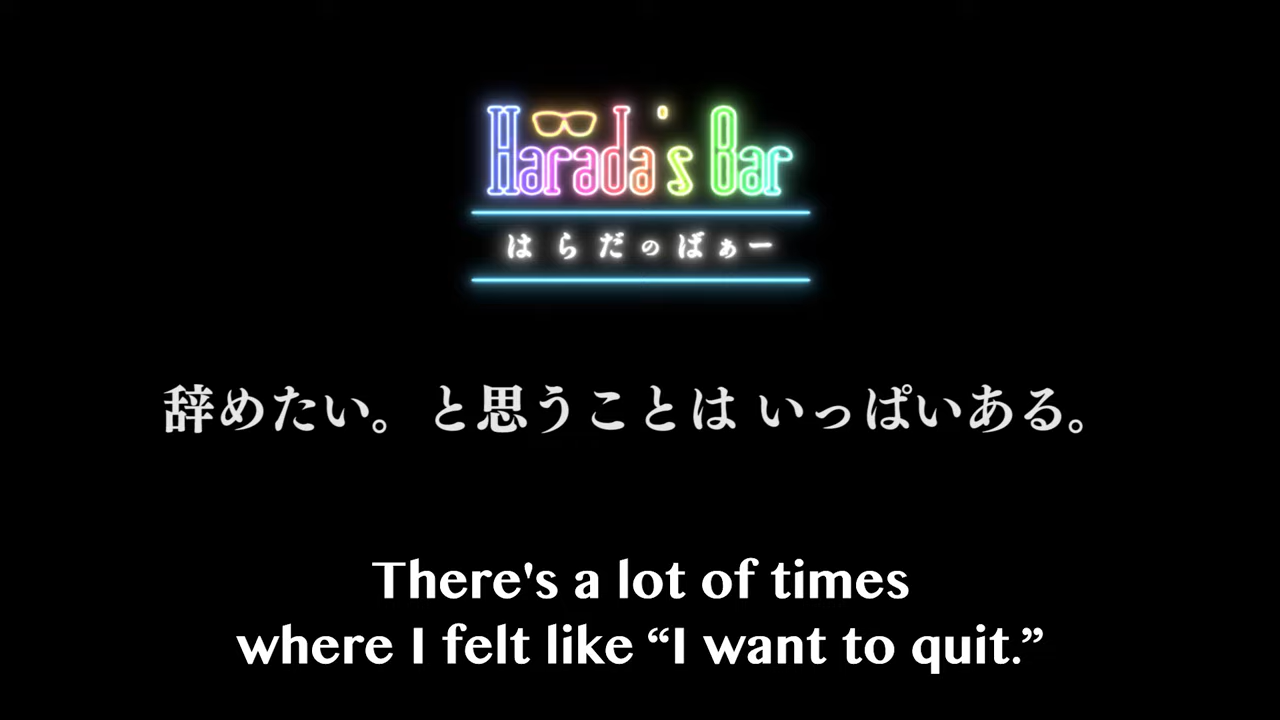 Harada's Bar
はらだのばぁー
辞めたい。と思うことは いっぱいある。
There's a lot of times
where I felt like “I want to quit.”